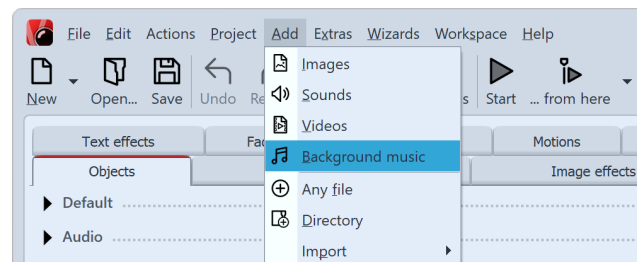 File Edit Actions Project Add Extras Wizards Workspace Help
Images
Sounds
New Open... Save Undo Start ... from here
Videos
Text effects Motions
Background music
Objects Image effects
Any file
Default
Directory
Audio
Import